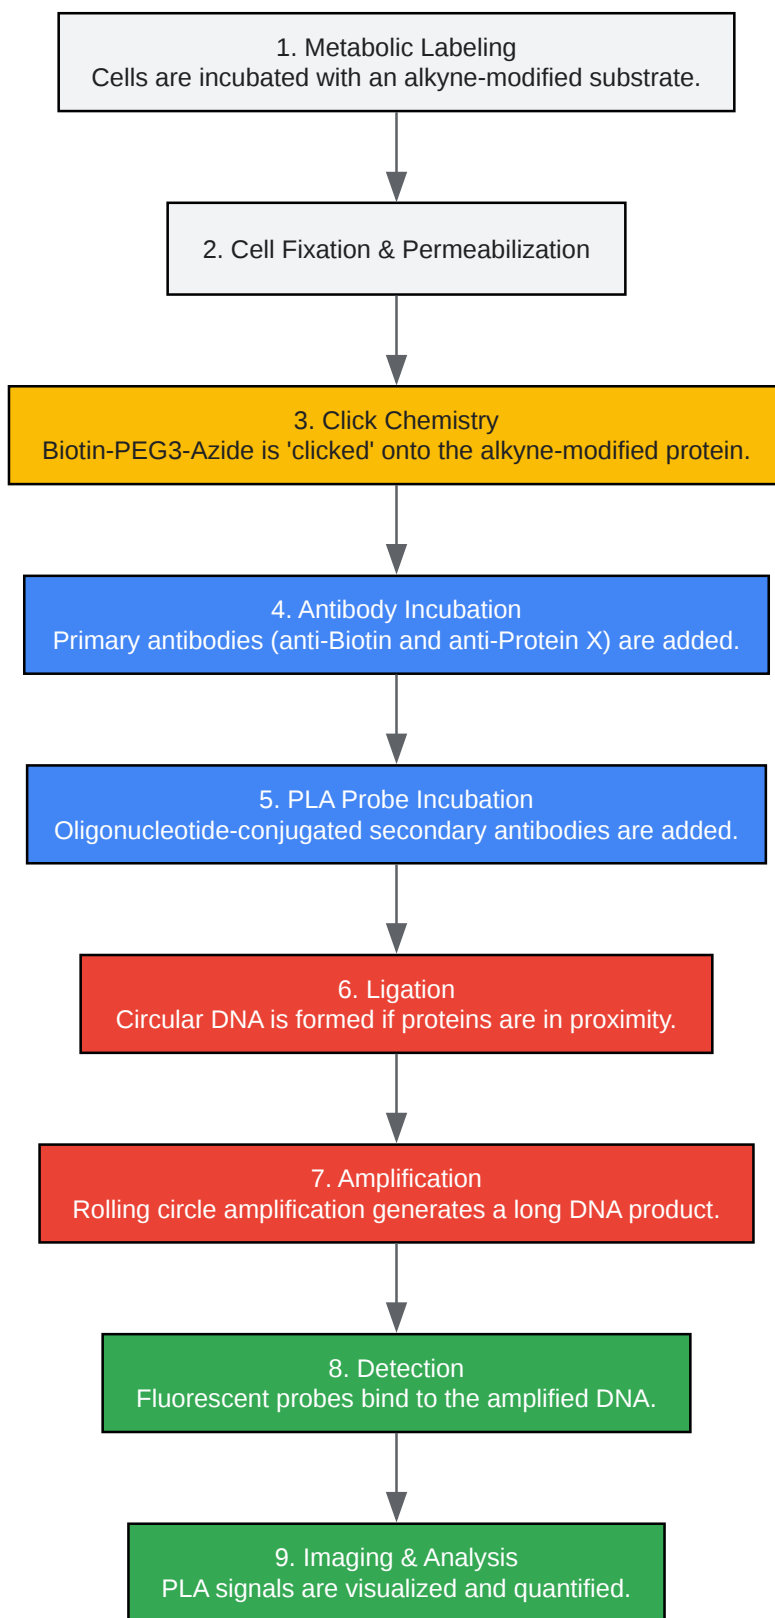 1. Metabolic Labeling
Cells are incubated with an alkyne-modified substrate.
2. Cell Fixation & Permeabilization
3. Click Chemistry
Biotin-PEG3-Azide is 'clicked' onto the alkyne-modified protein.
4. Antibody Incubation
Primary antibodies (anti-Biotin and anti-Protein X) are added.
5. PLA Probe Incubation
Oligonucleotide-conjugated secondary antibodies are added.
6. Ligation
Circular DNA is formed if proteins are in proximity.
7. Amplification
Rolling circle amplification generates a long DNA product.
8. Detection
Fluorescent probes bind to the amplified DNA.
9. Imaging & Analysis
PLA signals are visualized and quantified.